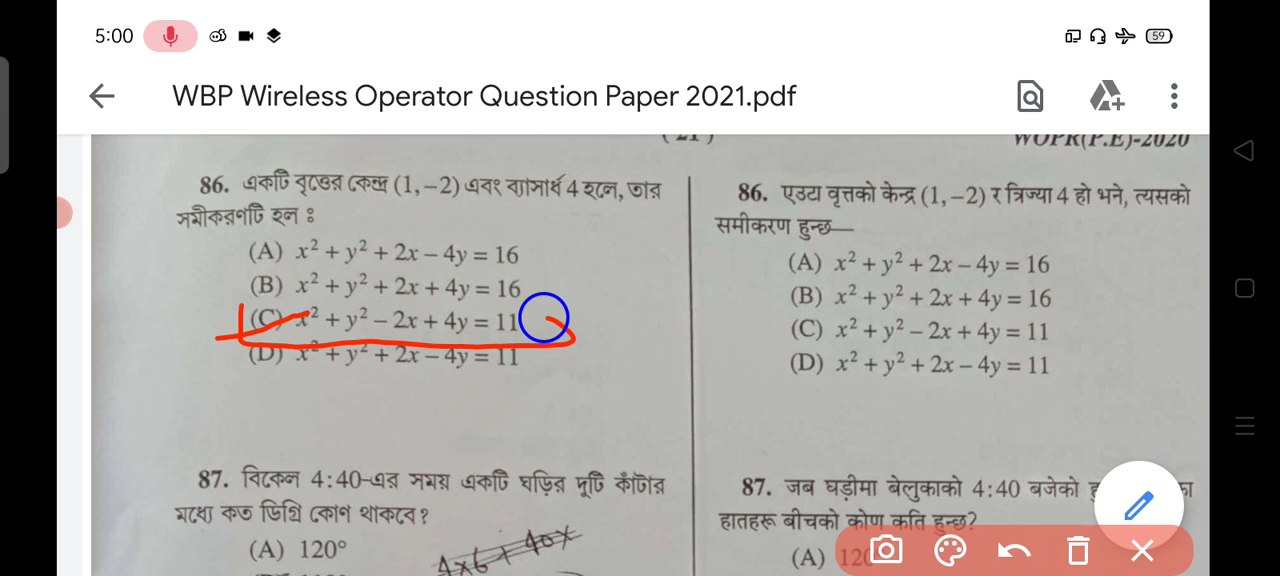 5:00
59
WBP Wireless Operator Question Paper 2021.pdf
(21)
WOPR(P.E)-2020
86. একটি বৃত্তের কেন্দ্র (1, −2) এবং ব্যাসার্ধ 4 হলে, তার
সমীকরণটি হল :
(A) x² + y² + 2x − 4y = 16
(B) x² + y² + 2x + 4y = 16
(C) x² + y² − 2x + 4y = 11
(D) x² + y² + 2x − 4y = 11
87. বিকেল 4:40-এর সময় একটি ঘড়ির দুটি কাঁটার
মধ্যে কত ডিগ্রি কোণ থাকবে?
(A) 120°
86. एउटा वृत्तको केन्द्र (1, −2) र त्रिज्या 4 हो भने, त्यसको
समीकरण हुन्छ—
(A) x² + y² + 2x − 4y = 16
(B) x² + y² + 2x + 4y = 16
(C) x² + y² − 2x + 4y = 11
(D) x² + y² + 2x − 4y = 11
87. जब घड़ीमा बेलुकाको 4:40 बजेको
हातहरू बीचको कोण कति हुन्छ?
(A) 120